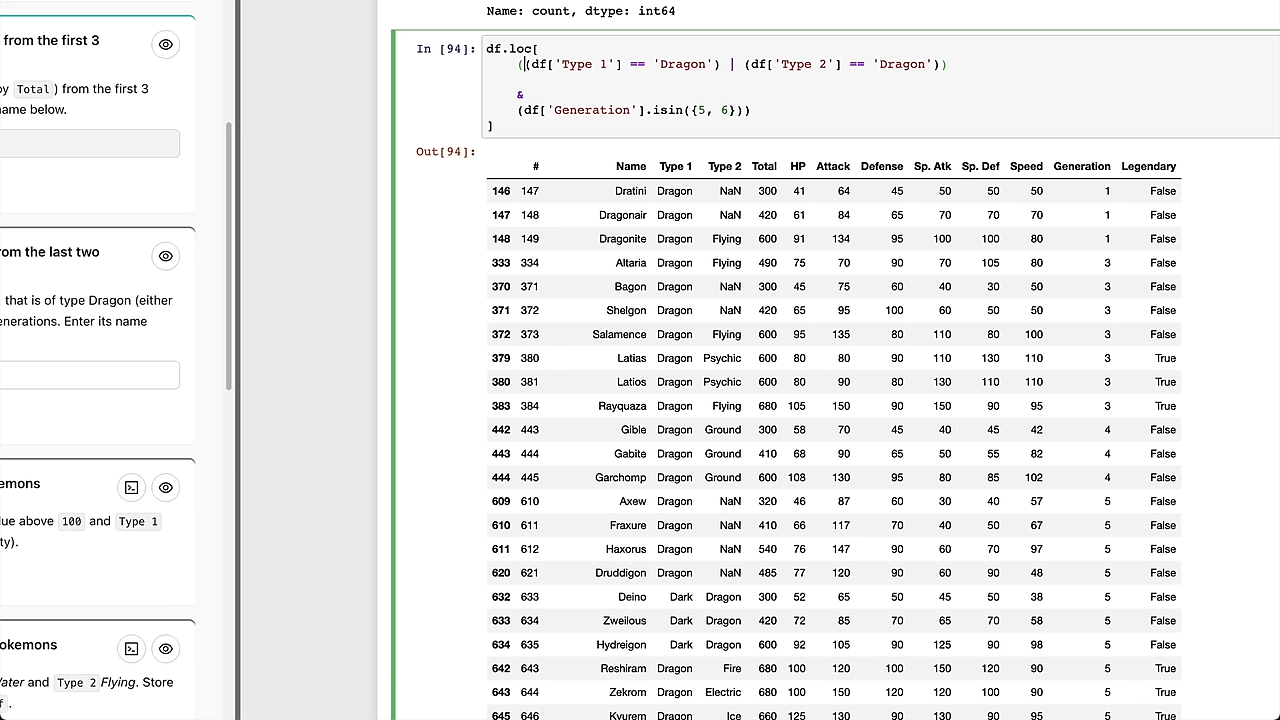 from the first 3
by Total ) from the first 3
name below.
from the last two
that is of type Dragon (either
enerations. Enter its name
emons
lue above 100 and Type 1
ty).
okemons
Water and Type 2 Flying. Store
f .
Name: count, dtype: int64
In [94]: df.loc[
((df['Type 1'] == 'Dragon') | (df['Type 2'] == 'Dragon'))
&
(df['Generation'].isin({5, 6}))
]
Out[94]:
# Name Type 1 Type 2 Total HP Attack Defense Sp. Atk Sp. Def Speed Generation Legendary
146 147 Dratini Dragon NaN 300 41 64 45 50 50 50 1 False
147 148 Dragonair Dragon NaN 420 61 84 65 70 70 70 1 False
148 149 Dragonite Dragon Flying 600 91 134 95 100 100 80 1 False
333 334 Altaria Dragon Flying 490 75 70 90 70 105 80 3 False
370 371 Bagon Dragon NaN 300 45 75 60 40 30 50 3 False
371 372 Shelgon Dragon NaN 420 65 95 100 60 50 50 3 False
372 373 Salamence Dragon Flying 600 95 135 80 110 80 100 3 False
379 380 Latias Dragon Psychic 600 80 80 90 110 130 110 3 True
380 381 Latios Dragon Psychic 600 80 90 80 130 110 110 3 True
383 384 Rayquaza Dragon Flying 680 105 150 90 150 90 95 3 True
442 443 Gible Dragon Ground 300 58 70 45 40 45 42 4 False
443 444 Gabite Dragon Ground 410 68 90 65 50 55 82 4 False
444 445 Garchomp Dragon Ground 600 108 130 95 80 85 102 4 False
609 610 Axew Dragon NaN 320 46 87 60 30 40 57 5 False
610 611 Fraxure Dragon NaN 410 66 117 70 40 50 67 5 False
611 612 Haxorus Dragon NaN 540 76 147 90 60 70 97 5 False
620 621 Druddigon Dragon NaN 485 77 120 90 60 90 48 5 False
632 633 Deino Dark Dragon 300 52 65 50 45 50 38 5 False
633 634 Zweilous Dark Dragon 420 72 85 70 65 70 58 5 False
634 635 Hydreigon Dark Dragon 600 92 105 90 125 90 98 5 False
642 643 Reshiram Dragon Fire 680 100 120 100 150 120 90 5 True
643 644 Zekrom Dragon Electric 680 100 150 120 120 100 90 5 True
645 646 Kyurem Dragon Ice 660 125 130 90 130 90 95 5 True